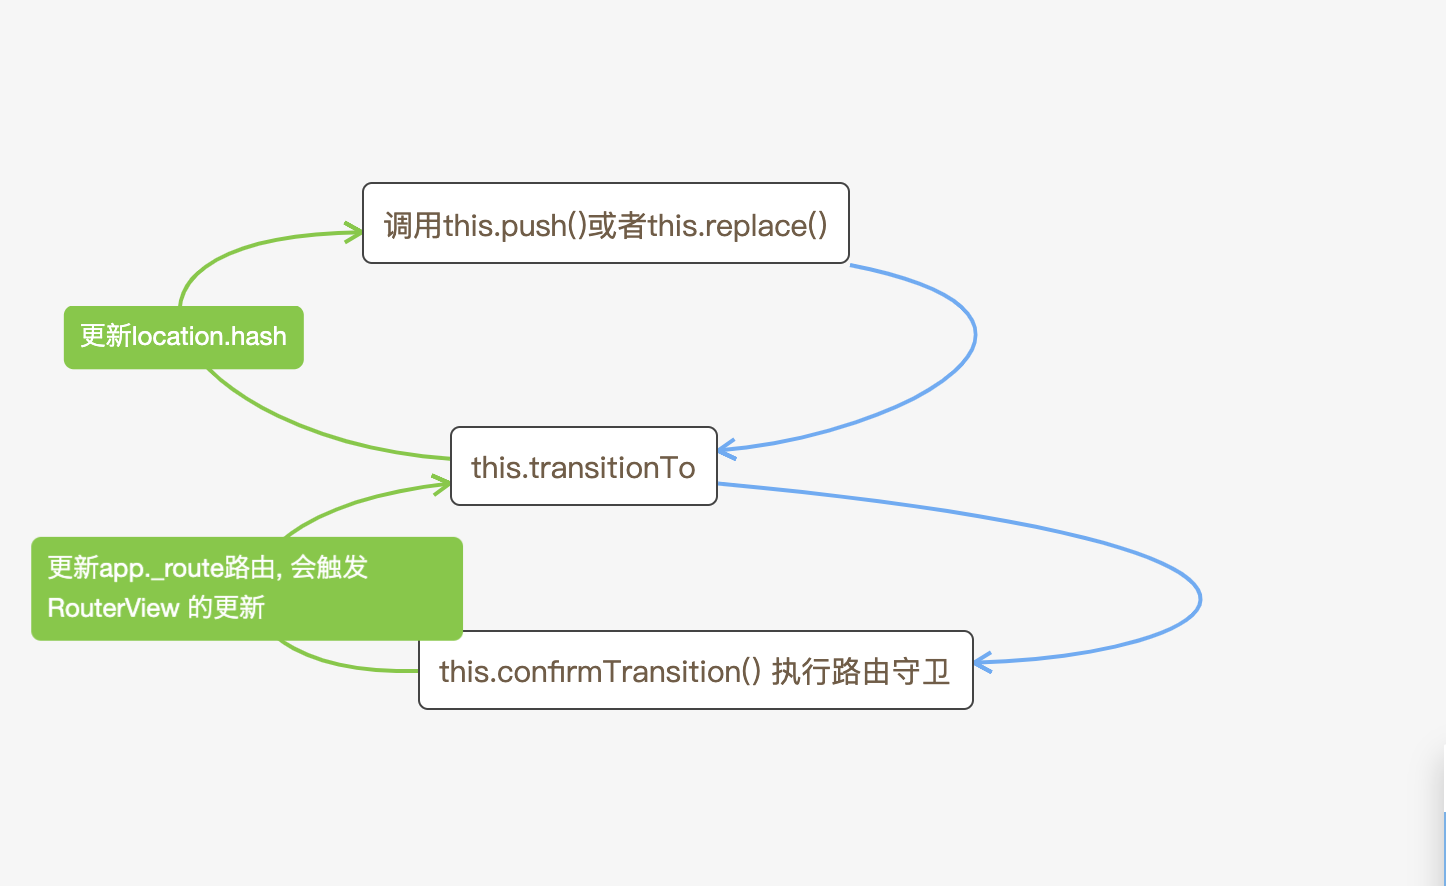 调用this.push()或者this.replace()
更新location.hash
this.transitionTo
更新app._route路由, 会触发
RouterView 的更新
this.confirmTransition() 执行路由守卫